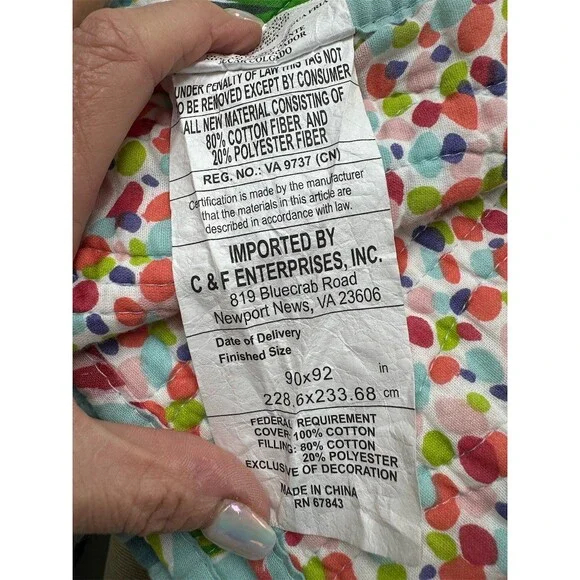 COLGADO
UNDER PENALTY OF LAW THIS TAG NOT
TO BE REMOVED EXCEPT BY CONSUMER
ALL NEW MATERIAL CONSISTING OF
80% COTTON FIBER AND
20% POLYESTER FIBER
REG. NO.: VA 9737 (CN)
Certification is made by the manufacturer
that the materials in this article are
described in accordance with law.
IMPORTED BY
C & F ENTERPRISES, INC.
819 Bluecrab Road
Newport News, VA 23606
Date of Delivery
Finished Size
90x92 in
228.6x233.68 cm
FEDERAL REQUIREMENT
COVER: 100% COTTON
FILLING: 80% COTTON
20% POLYESTER
EXCLUSIVE OF DECORATION
MADE IN CHINA
RN 67843